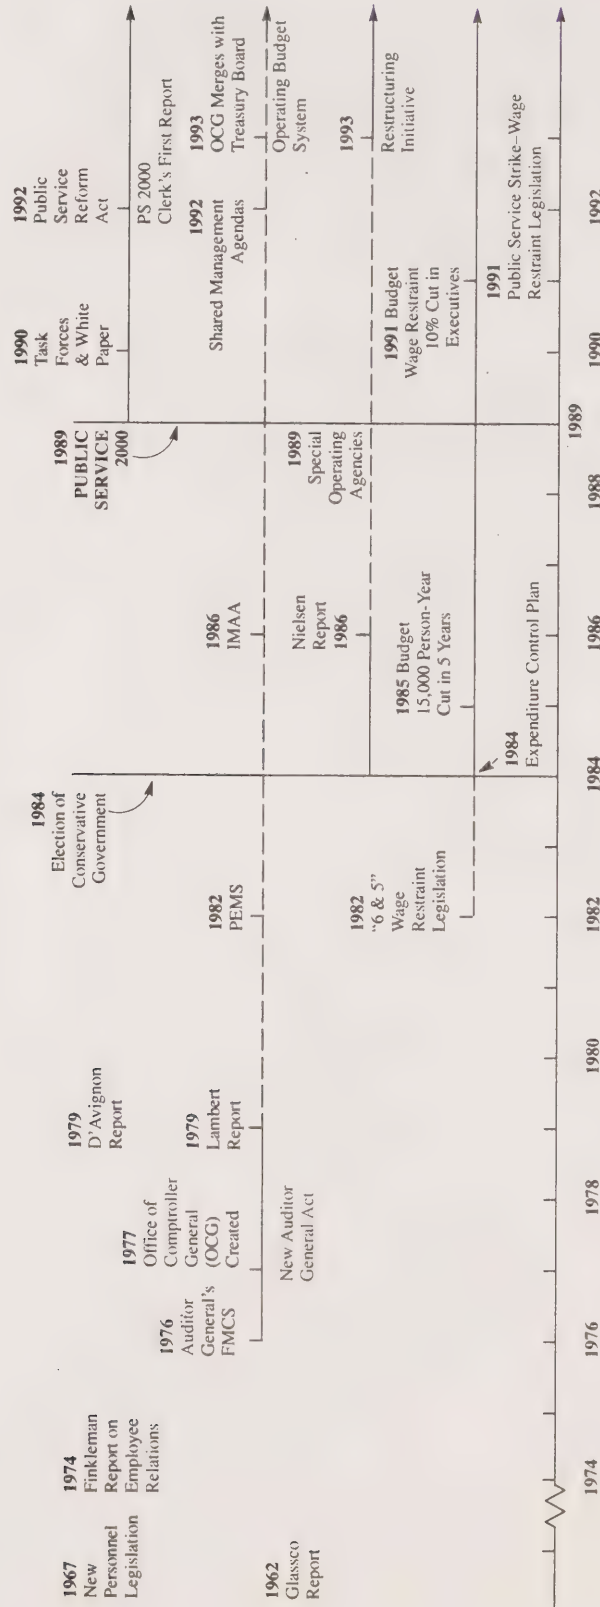 1967
New
Personnel
Legislation
1974
Finkleman
Report on
Employee
Relations
1979
D'Avignon
Report
1984
Election of
Conservative
Government
1989
PUBLIC
SERVICE
2000
1990
Task
Forces
& White
Paper
1992
Public
Service
Reform
Act
PS 2000
Clerk's First Report
1976
Auditor
General's
FMCS
1977
Office of
Comptroller
General
(OCG)
Created
New Auditor
General Act
1979
Lambert
Report
1982
PEMS
1986
IMAA
1992
Shared Management
Agendas
1993
OCG Merges with
Treasury Board
Operating Budget
System
1962
Glassco
Report
Nielsen
Report
1986
1989
Special
Operating
Agencies
1993
Restructuring
Initiative
1982
"6 & 5"
Wage
Restraint
Legislation
1985 Budget
15,000 Person-Year
Cut in 5 Years
1984
Expenditure Control Plan
1991 Budget
Wage Restraint
10% Cut in
Executives
1991
Public Service Strike–Wage
Restraint Legislation
1989
1974
1976
1978
1980
1982
1984
1986
1988
1990
1992